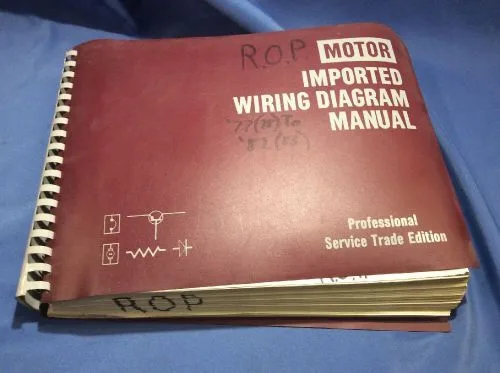 R.O.P. MOTOR
IMPORTED
WIRING DIAGRAM
MANUAL
Professional
Service Trade Edition
R.O.P
ROP